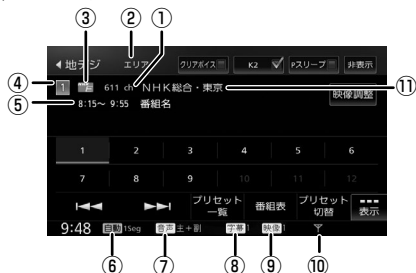 ③ ② ①
◀地デジ エリア クリアボイス K2 Pスリープ 非表示
④ 1 611 ch NHK総合・東京 ⑪
⑤ 8:15～ 9:55 番組名 映像調整
1 2 3 4 5 6
7 8 9 10 11 12
プリセット一覧 番組表 プリセット切替 表示
9:48 自動 1Seg 音声 主+副 字幕 1 映像 1
⑥ ⑦ ⑧ ⑨ ⑩